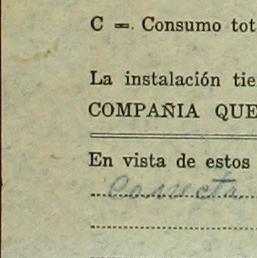 C = Consumo tot
La instalación tie
COMPAÑIA QUE
En vista de estos
Correcta